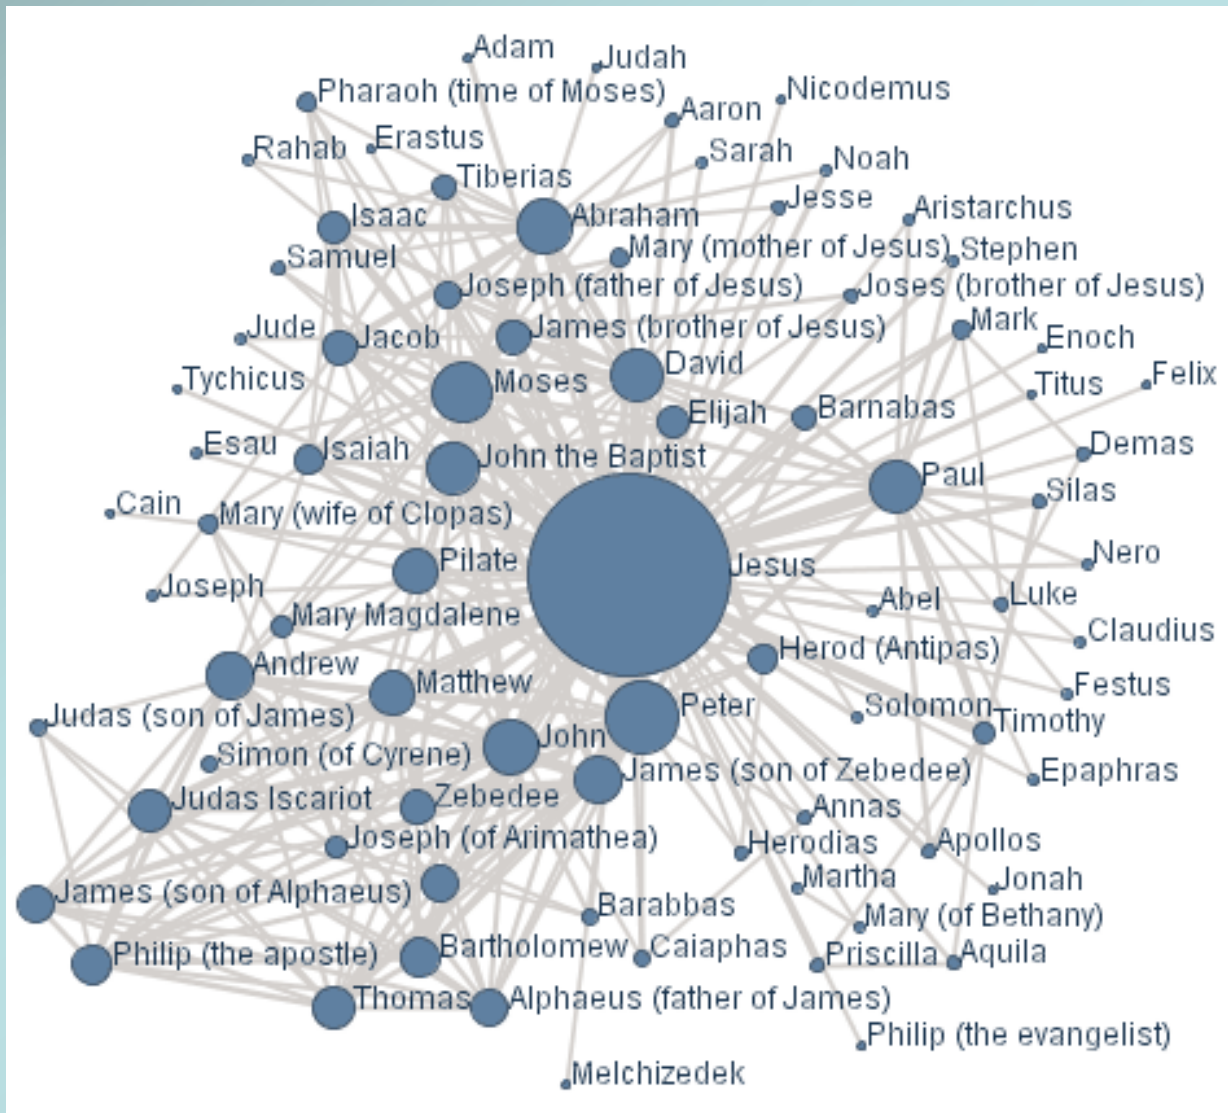 Adam
Judah
Pharaoh (time of Moses)
Nicodemus
Aaron
Erastus
Rahab
Sarah
Noah
Tiberias
Jesse
Isaac
Abraham
Aristarchus
Mary (mother of Jesus)
Stephen
Samuel
Joseph (father of Jesus)
Joses (brother of Jesus)
Mark
Jude
James (brother of Jesus)
Jacob
Enoch
David
Felix
Tychicus
Moses
Titus
Elijah
Barnabas
Esau
Isaiah
Demas
John the Baptist
Paul
Silas
Cain
Mary (wife of Clopas)
Pilate
Nero
Jesus
Joseph
Abel
Luke
Mary Magdalene
Claudius
Herod (Antipas)
Andrew
Matthew
Festus
Peter
Solomon
Judas (son of James)
Timothy
John
Simon (of Cyrene)
James (son of Zebedee)
Epaphras
Judas Iscariot
Zebedee
Annas
Joseph (of Arimathea)
Herodias
Apollos
Martha
Jonah
James (son of Alphaeus)
Barabbas
Mary (of Bethany)
Philip (the apostle)
Bartholomew
Caiaphas
Priscilla
Aquila
Thomas
Alphaeus (father of James)
Philip (the evangelist)
Melchizedek